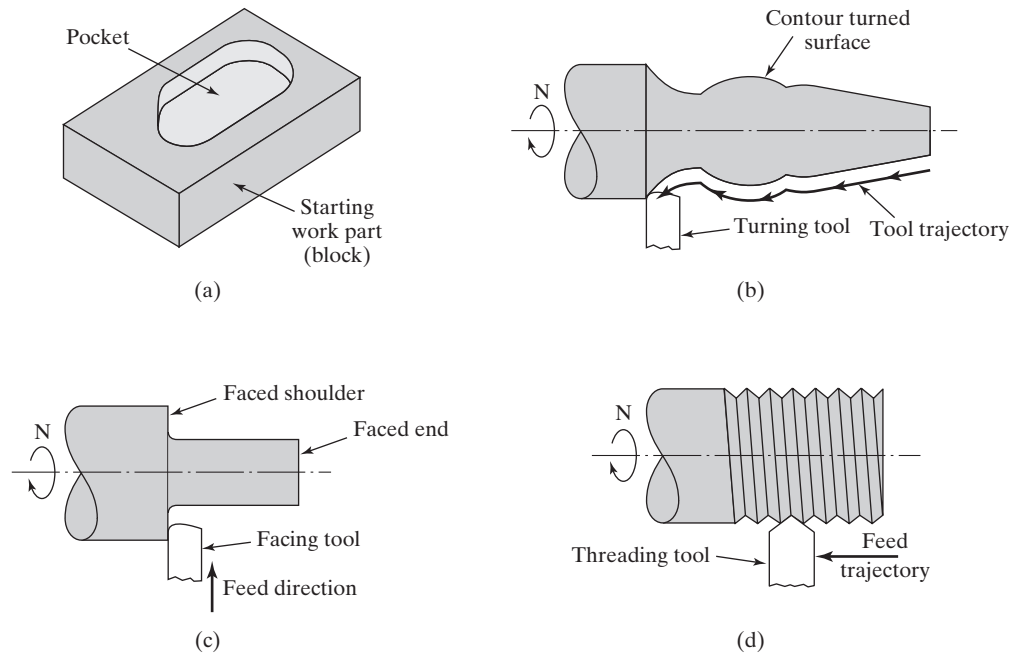 Pocket
Starting
work part
(block)
(a)
Contour turned
surface
N
Turning tool
Tool trajectory
(b)
Faced shoulder
Faced end
N
Facing tool
Feed direction
(c)
N
Threading tool
Feed
trajectory
(d)